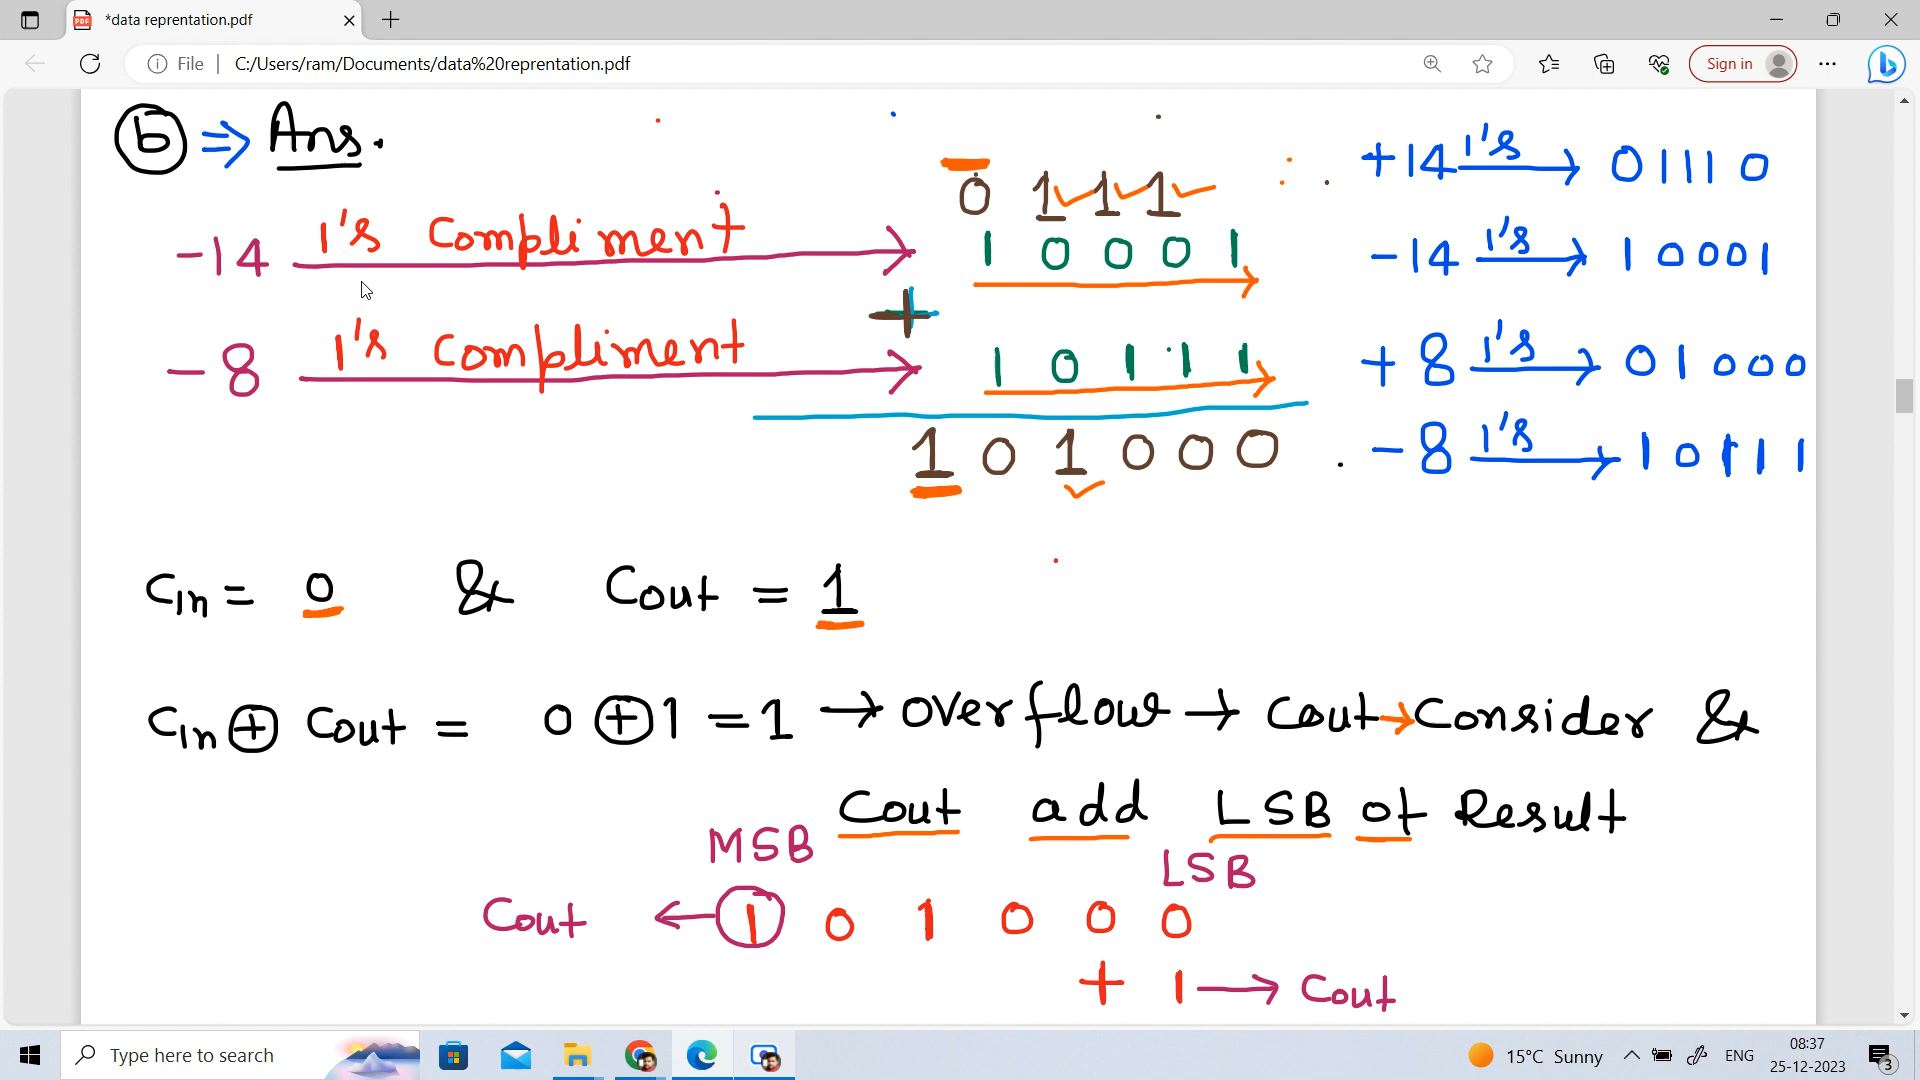 *data reprentation.pdf
File
C:/Users/ram/Documents/data%20reprentation.pdf
Sign in
b ⇒ Ans.
0 1 1 1
-14 1's Compliment → 1 0 0 0 1
+
-8 1's Compliment → 1 0 1 1 1
1 0 1 0 0 0
+14 1's → 0 1 1 1 0
-14 1's → 1 0 0 0 1
+8 1's → 0 1 0 0 0
-8 1's → 1 0 1 1 1
Cin = 0 & Cout = 1
Cin ⊕ Cout = 0 ⊕ 1 = 1 → overflow → Cout → Consider &
Cout add LSB of Result
MSB LSB
Cout ← 1 0 1 0 0 0
+ 1 → Cout
Type here to search
15°C Sunny
ENG
08:37
25-12-2023
3